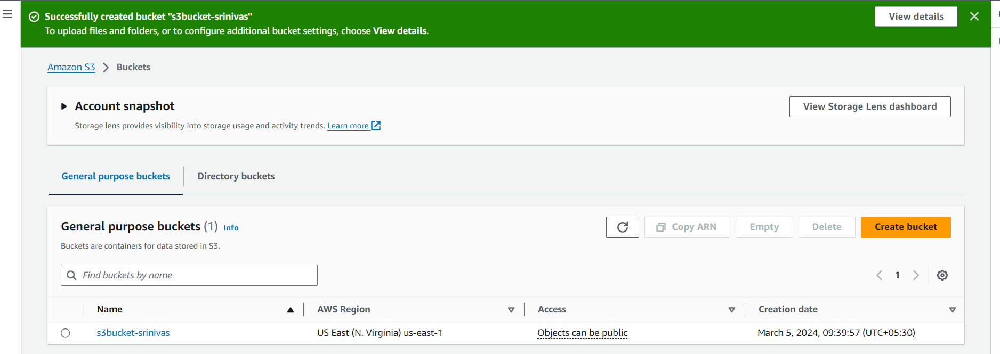 Successfully created bucket "s3bucket-srinivas"
View details
To upload files and folders, or to configure additional bucket settings, choose View details.
Amazon S3 Buckets
Account snapshot
View Storage Lens dashboard
Storage lens provides visibility into storage usage and activity trends. Learn more
General purpose buckets Directory buckets
General purpose buckets (1) Info
Copy ARN Empty Delete Create bucket
Buckets are containers for data stored in S3.
Find buckets by name
1
Name AWS Region Access Creation date
s3bucket-srinivas US East (N. Virginia) us-east-1 Objects can be public March 5, 2024, 09:39:57 (UTC+05:30)